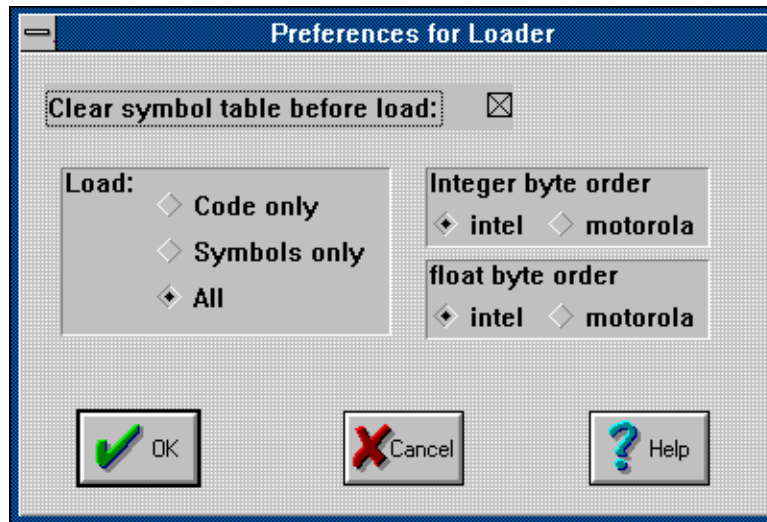 Preferences for Loader
Clear symbol table before load:
Load:
Code only
Symbols only
All
Integer byte order
intel motorola
float byte order
intel motorola
OK Cancel Help